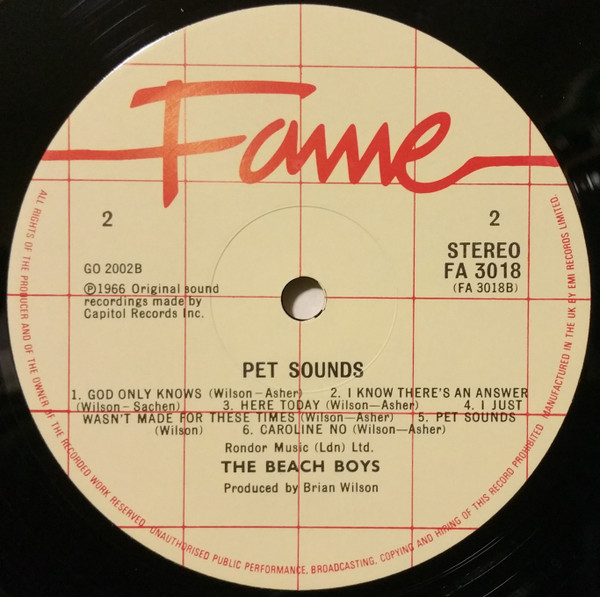 Fame
2
2
GO 2002B
℗1966 Original sound
recordings made by
Capitol Records Inc.
STEREO
FA 3018
(FA 3018B)
PET SOUNDS
1. GOD ONLY KNOWS (Wilson-Asher) 2. I KNOW THERE'S AN ANSWER
(Wilson-Sachen) 3. HERE TODAY (Wilson-Asher) 4. I JUST
WASN'T MADE FOR THESE TIMES (Wilson-Asher) 5. PET SOUNDS
(Wilson) 6. CAROLINE NO (Wilson-Asher)
Rondor Music (Ldn) Ltd.
THE BEACH BOYS
Produced by Brian Wilson
ALL RIGHTS OF THE PRODUCER AND OF THE OWNER OF THE RECORDED WORK RESERVED. UNAUTHORISED PUBLIC PERFORMANCE, BROADCASTING, COPYING AND HIRING OF THIS RECORD PROHIBITED. MANUFACTURED IN THE UK BY EMI RECORDS LIMITED.